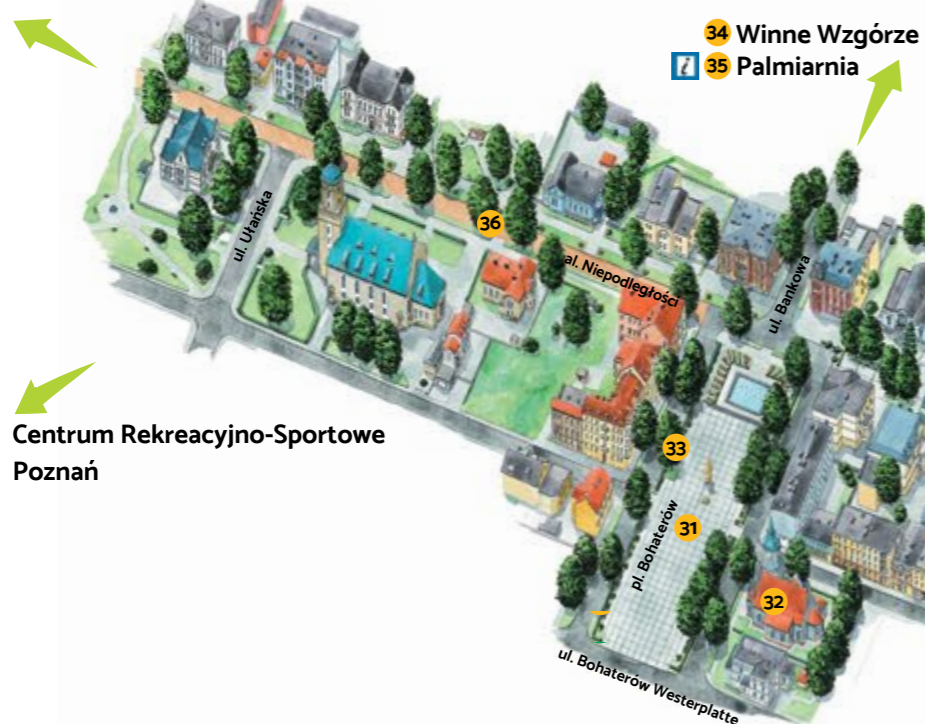 34 Winne Wzgórze
i 35 Palmiarnia
36
ul. Ułańska
al. Niepodległości
ul. Bankowa
Centrum Rekreacyjno-Sportowe
Poznań
33
31
pl. Bohaterów
32
ul. Bohaterów Westerplatte